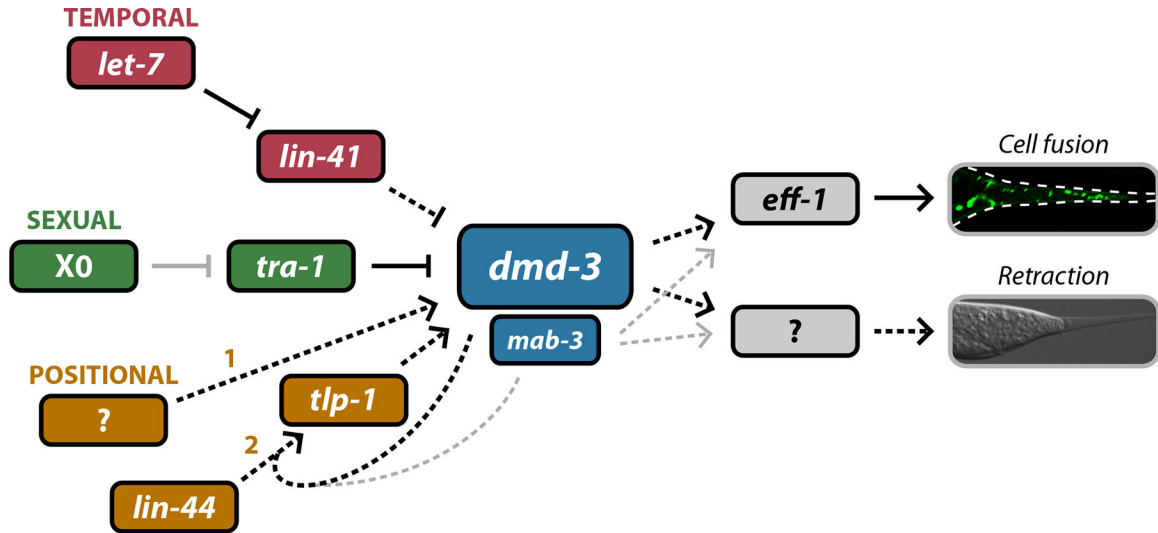 TEMPORAL
let-7
lin-41
SEXUAL
X0
tra-1
dmd-3
mab-3
POSITIONAL
?
1
tlp-1
2
lin-44
eff-1
?
Cell fusion
Retraction